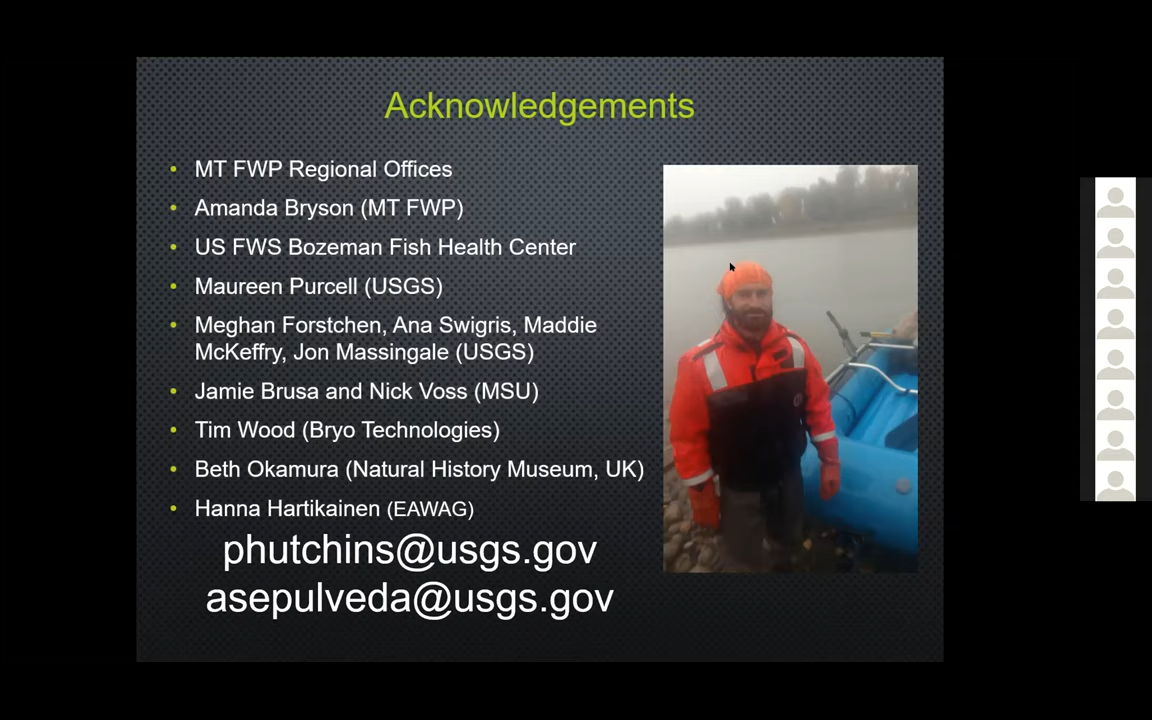 Acknowledgements
• MT FWP Regional Offices
• Amanda Bryson (MT FWP)
• US FWS Bozeman Fish Health Center
• Maureen Purcell (USGS)
• Meghan Forstchen, Ana Swigris, Maddie
McKeffry, Jon Massingale (USGS)
• Jamie Brusa and Nick Voss (MSU)
• Tim Wood (Bryo Technologies)
• Beth Okamura (Natural History Museum, UK)
• Hanna Hartikainen (EAWAG)
phutchins@usgs.gov
asepulveda@usgs.gov